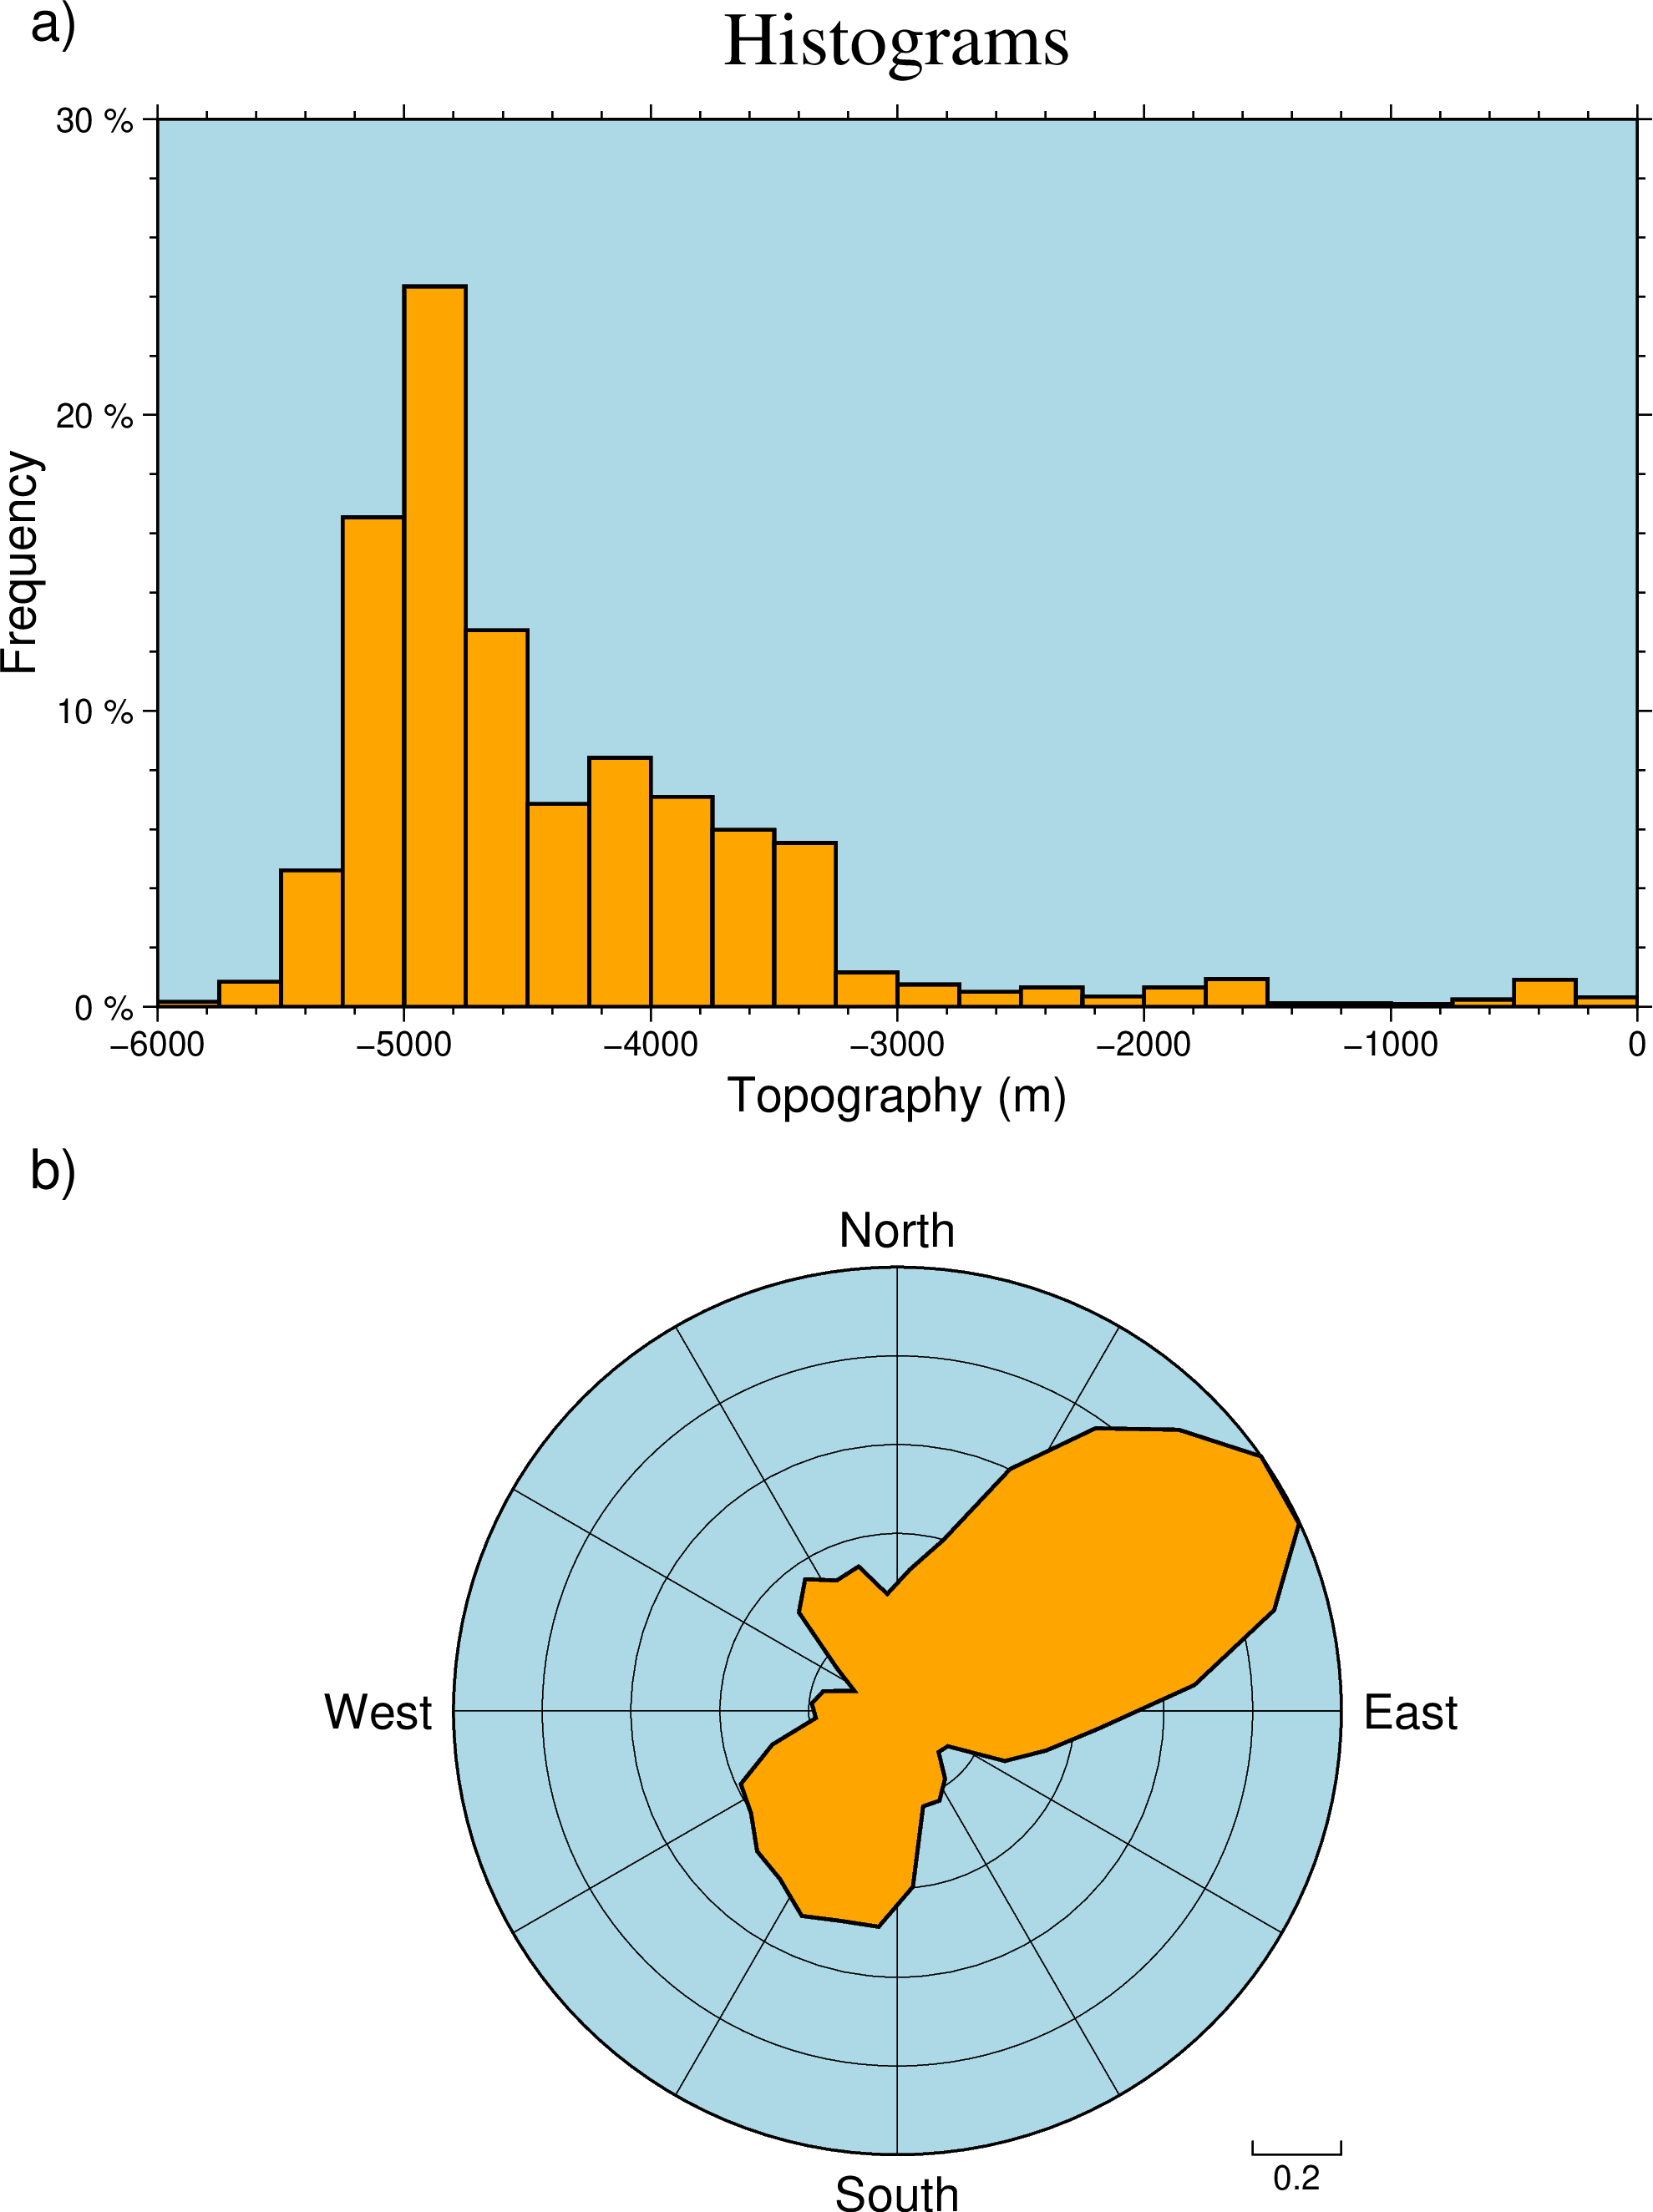 a)
Histograms
30 %
20 %
10 %
0 %
Frequency
−6000 −5000 −4000 −3000 −2000 −1000 0
Topography (m)
b)
North
West
East
South
0.2